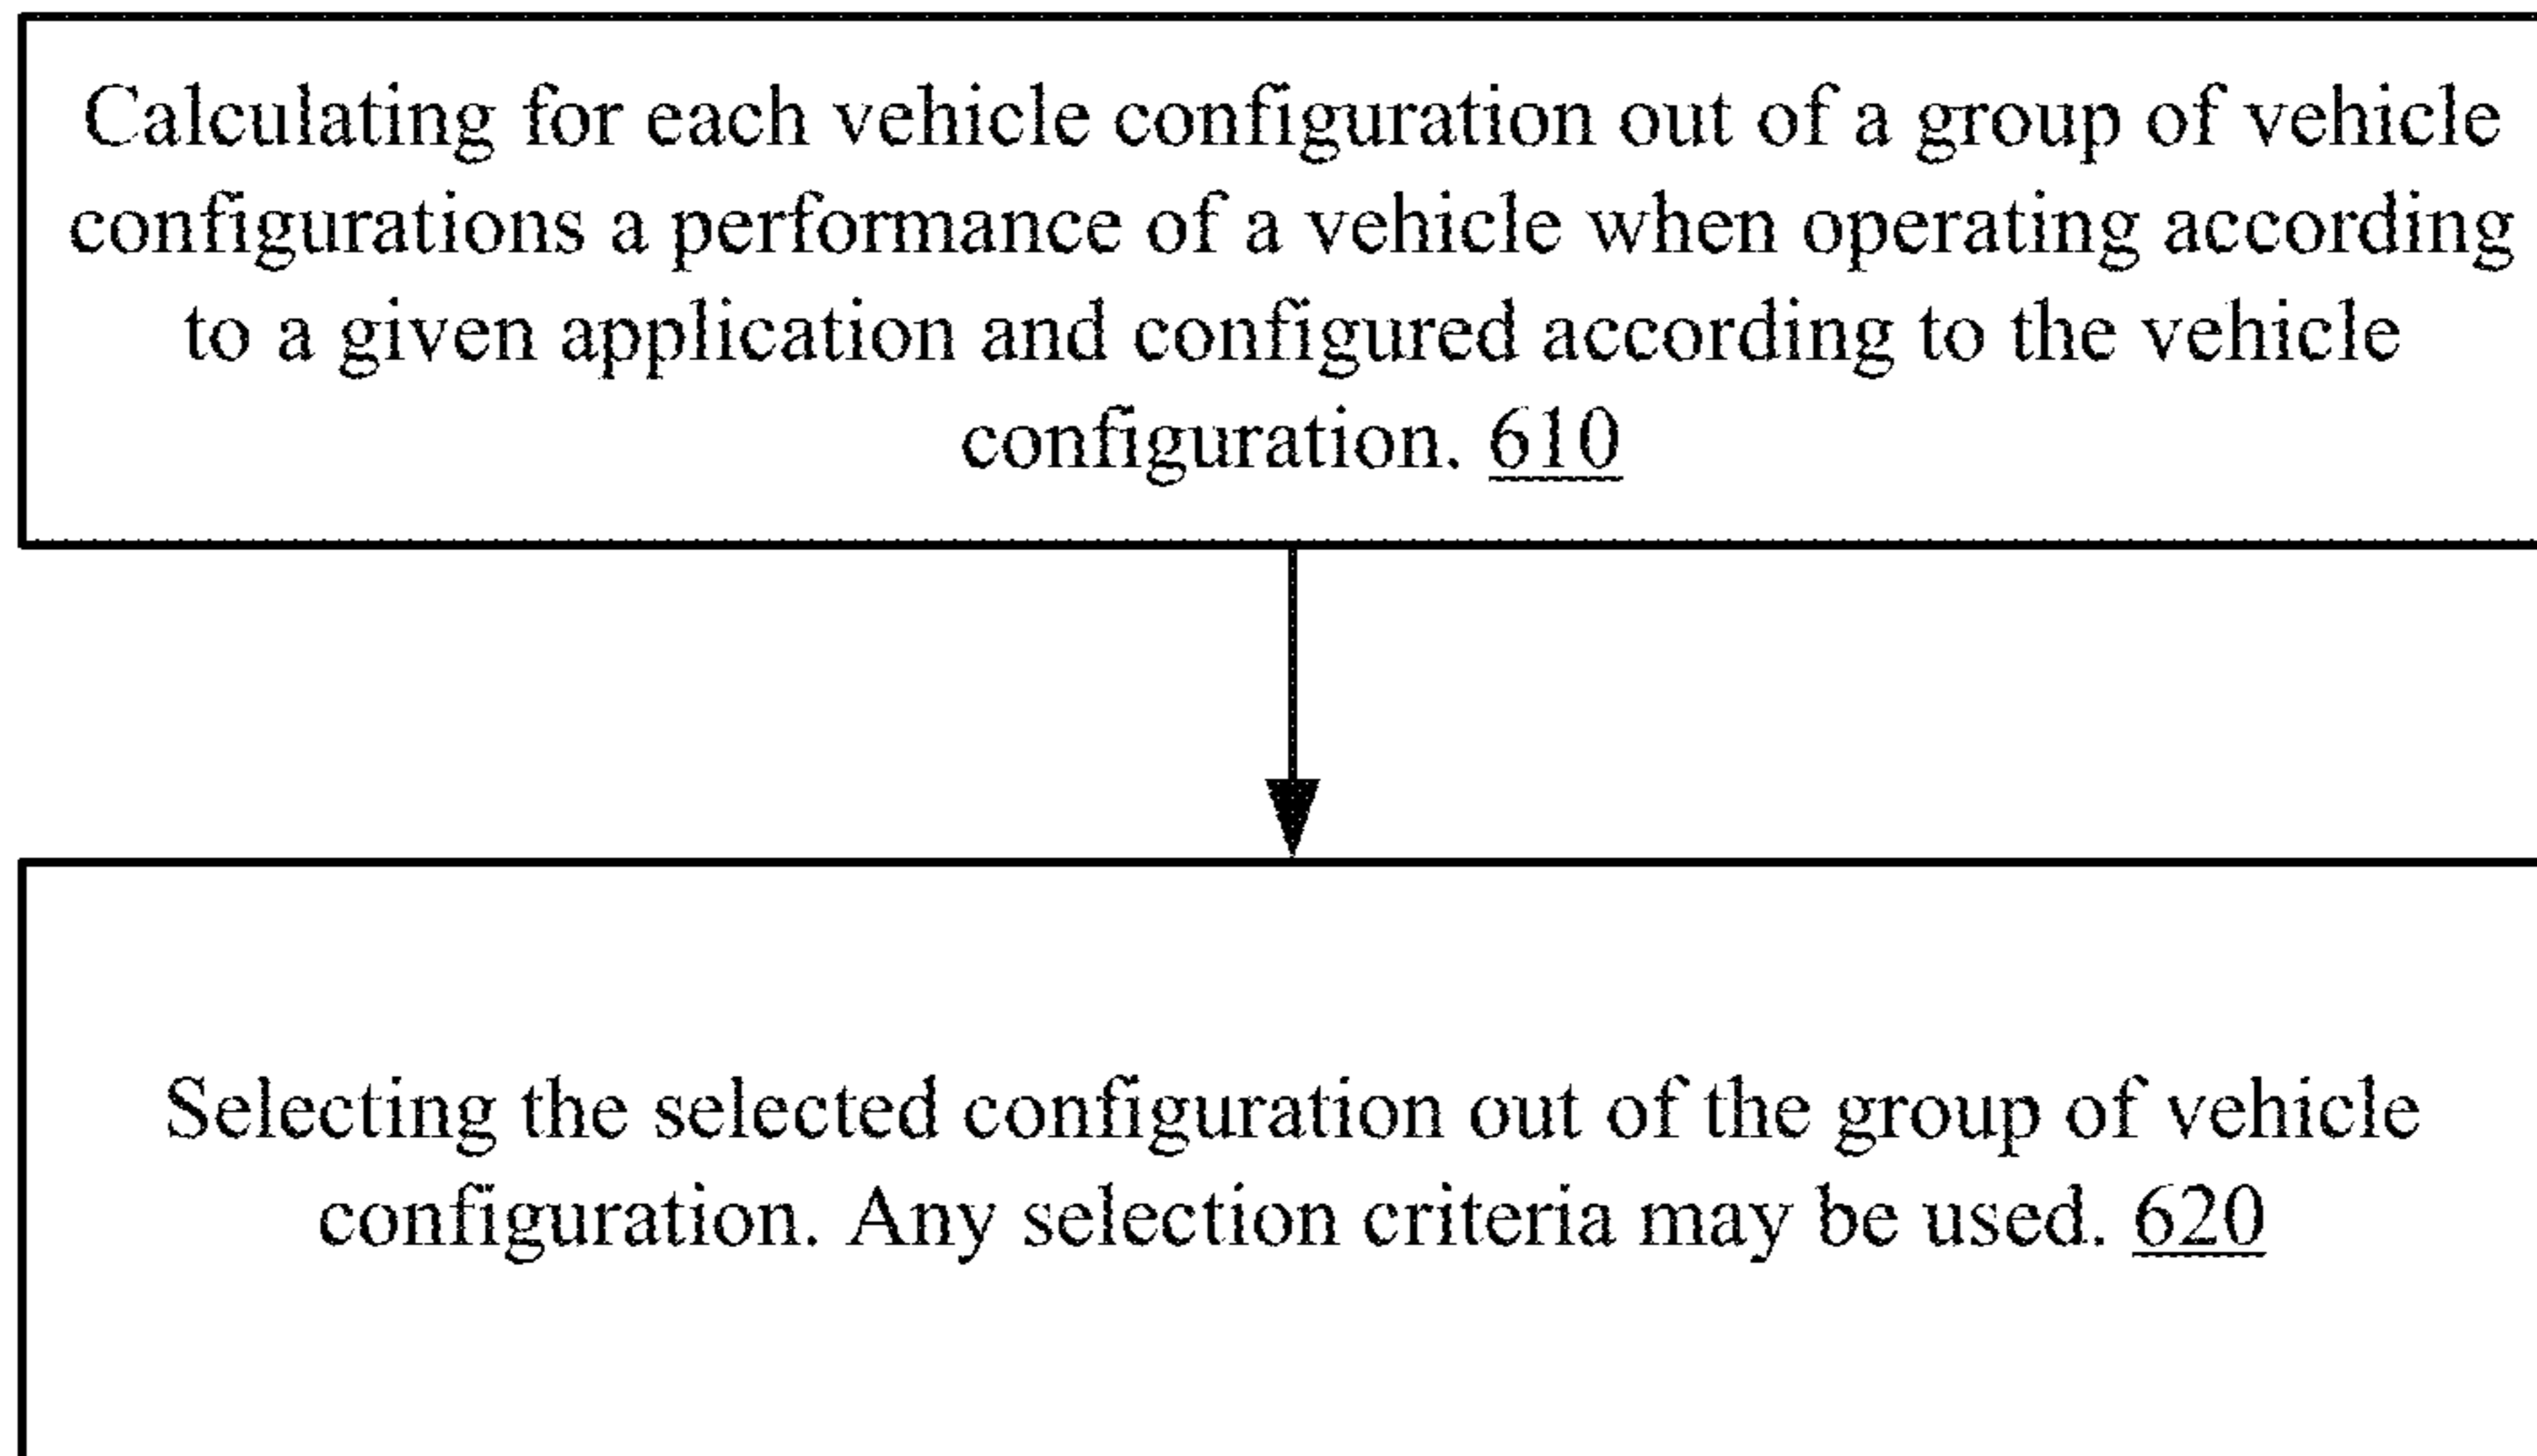 Calculating for each vehicle configuration out of a group of vehicle
configurations a performance of a vehicle when operating according
to a given application and configured according to the vehicle
configuration. 610
Selecting the selected configuration out of the group of vehicle
configuration. Any selection criteria may be used. 620